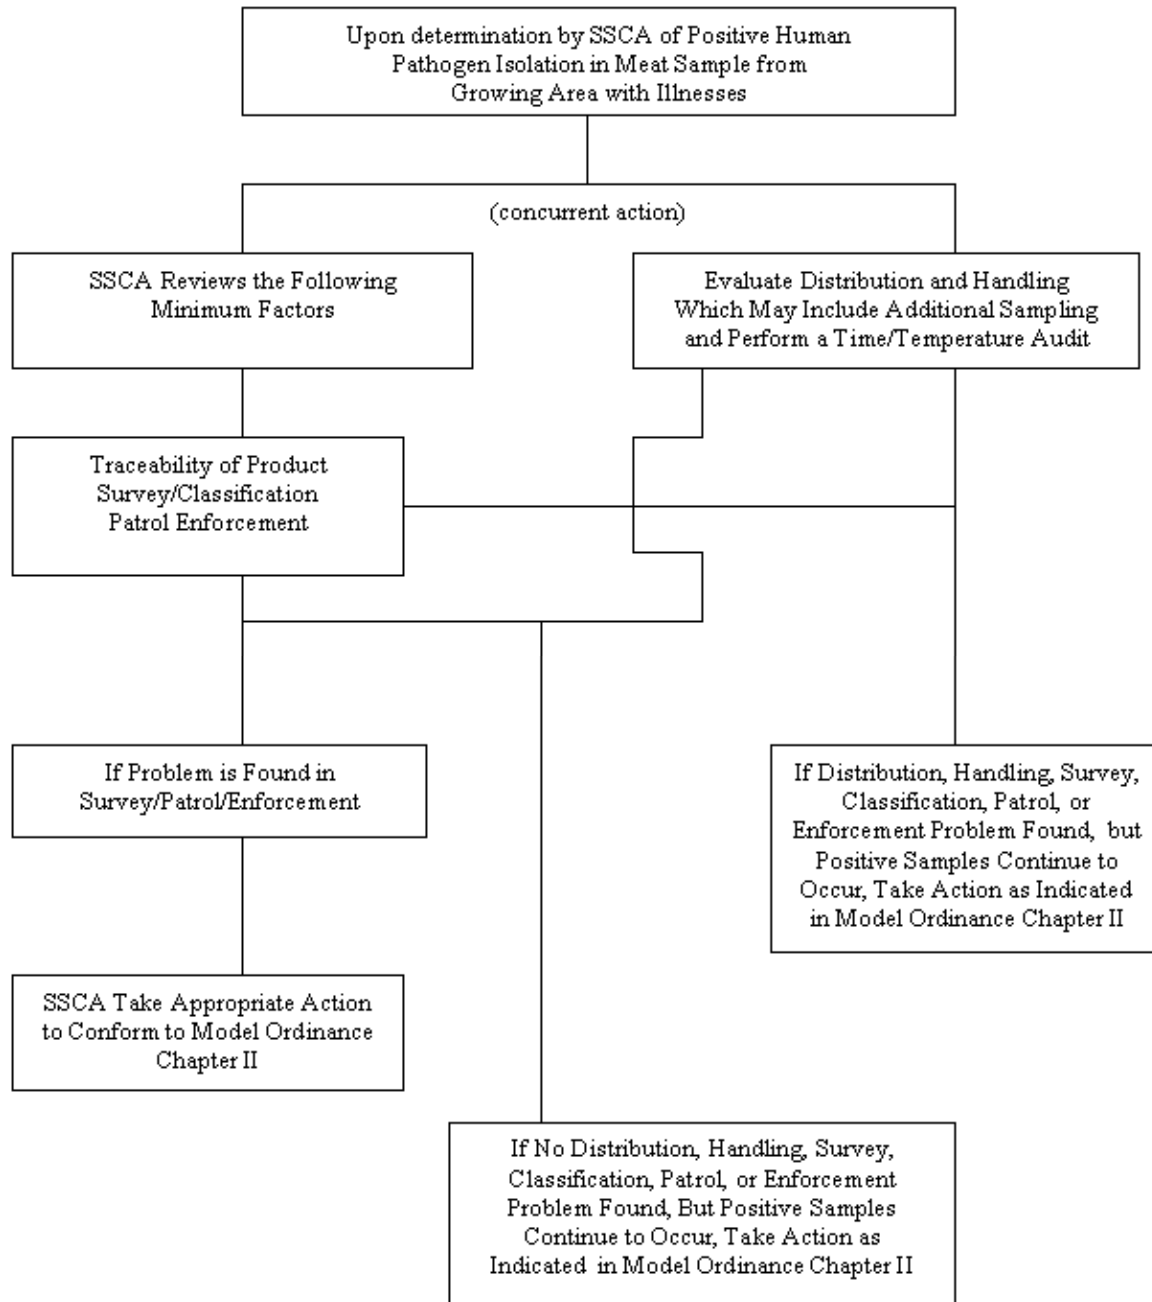 Upon determination by SSCA of Positive Human
Pathogen Isolation in Meat Sample from
Growing Area with Illnesses
(concurrent action)
SSCA Reviews the Following
Minimum Factors
Evaluate Distribution and Handling
Which May Include Additional Sampling
and Perform a Time/Temperature Audit
Traceability of Product
Survey/Classification
Patrol Enforcement
If Problem is Found in
Survey/Patrol/Enforcement
If Distribution, Handling, Survey,
Classification, Patrol, or
Enforcement Problem Found, but
Positive Samples Continue to
Occur, Take Action as Indicated
in Model Ordinance Chapter II
SSCA Take Appropriate Action
to Conform to Model Ordinance
Chapter II
If No Distribution, Handling, Survey,
Classification, Patrol, or Enforcement
Problem Found, But Positive Samples
Continue to Occur, Take Action as
Indicated in Model Ordinance Chapter II